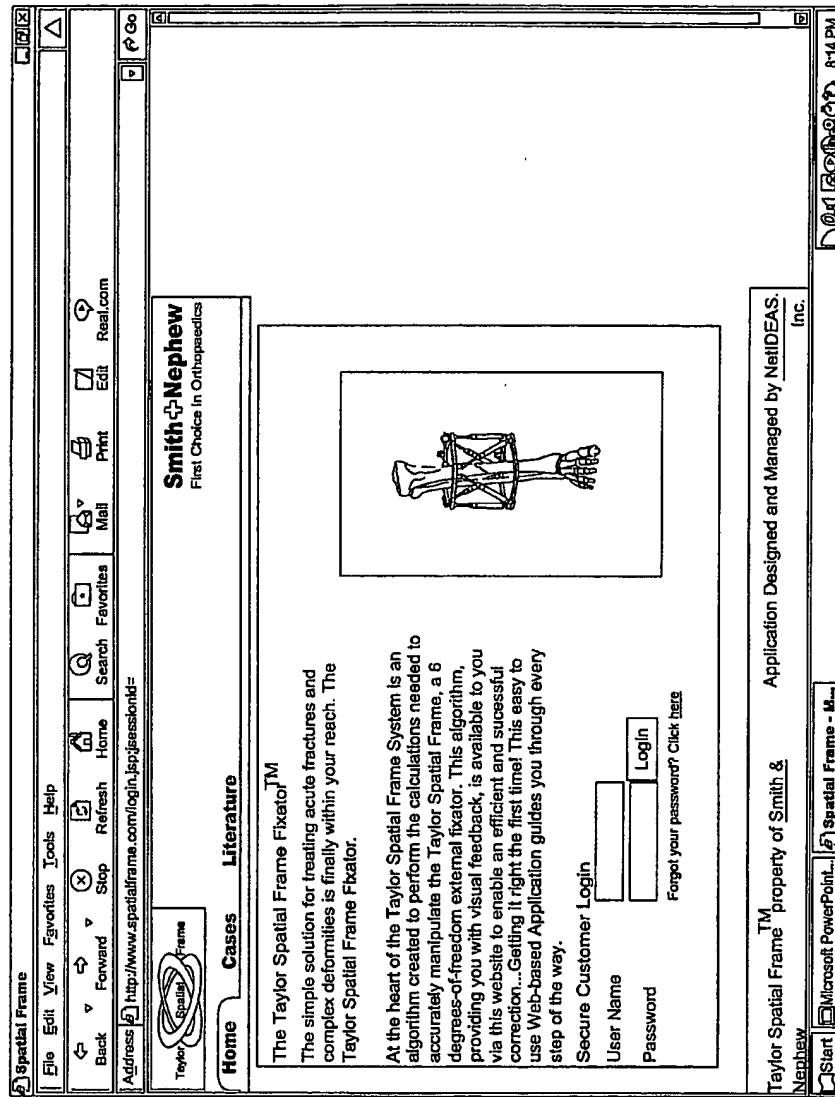 Spatial Frame
File Edit View Favorites Tools Help
Back Forward Stop Refresh Home Search Favorites Mail Print Edit Real.com
Address http://www.spatialframe.com/login.jsp;jsessionid= Go
Taylor Spatial Frame
Smith+Nephew
First Choice in Orthopaedics
Home Cases Literature
The Taylor Spatial Frame Fixator™
The simple solution for treating acute fractures and
complex deformities is finally within your reach. The
Taylor Spatial Frame Fixator.
At the heart of the Taylor Spatial Frame System is an
algorithm created to perform the calculations needed to
accurately manipulate the Taylor Spatial Frame, a 6
degrees-of-freedom external fixator. This algorithm,
providing you with visual feedback, is available to you
via this website to enable an efficient and sucessful
correction...Getting it right the first time! This easy to
use Web-based Application guides you through every
step of the way.
Secure Customer Login
User Name
Password
Login
Forgot your password? Click here
Taylor Spatial Frame™ property of Smith &
Nephew
Application Designed and Managed by NetIDEAS.
Inc.
Start Microsoft PowerPoint... Spatial Frame - M... 8:14 PM